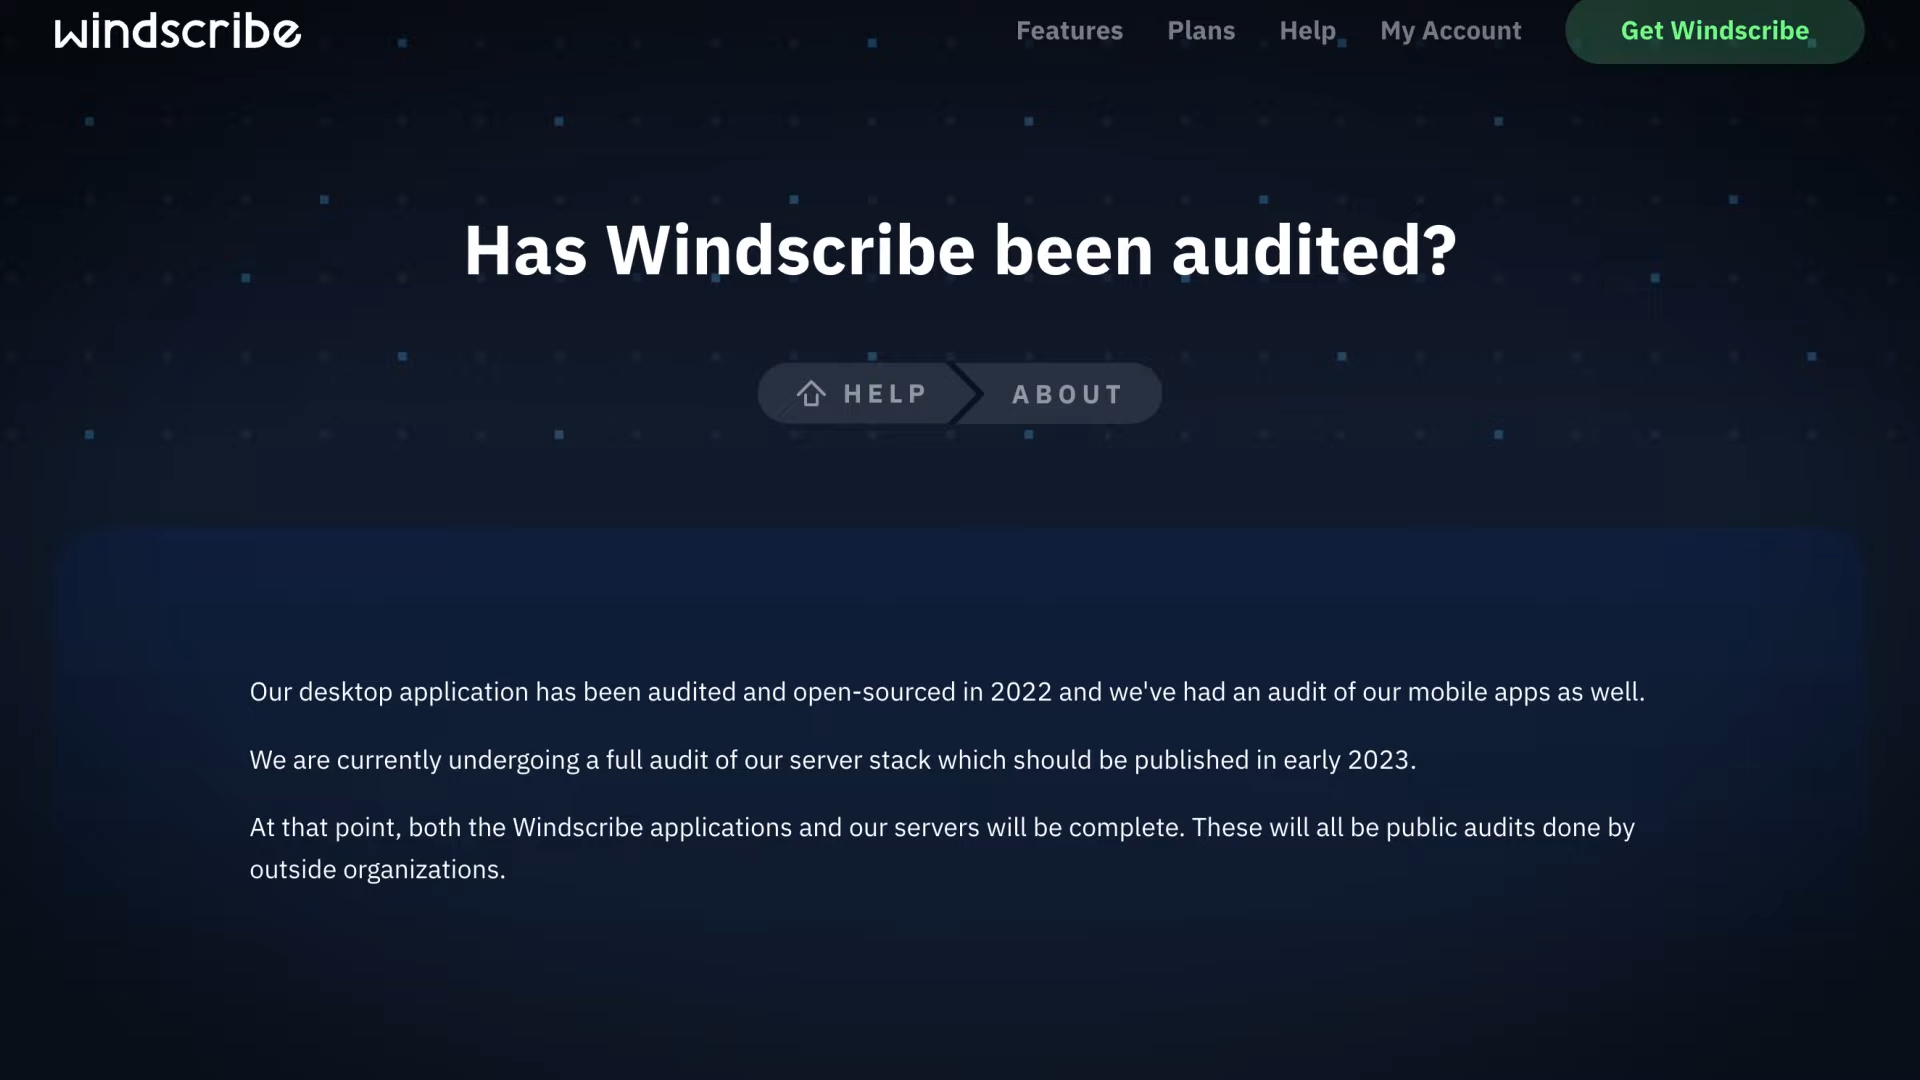 windscribe
Features Plans Help My Account Get Windscribe
Has Windscribe been audited?
HELP ABOUT
Our desktop application has been audited and open-sourced in 2022 and we've had an audit of our mobile apps as well.
We are currently undergoing a full audit of our server stack which should be published in early 2023.
At that point, both the Windscribe applications and our servers will be complete. These will all be public audits done by
outside organizations.